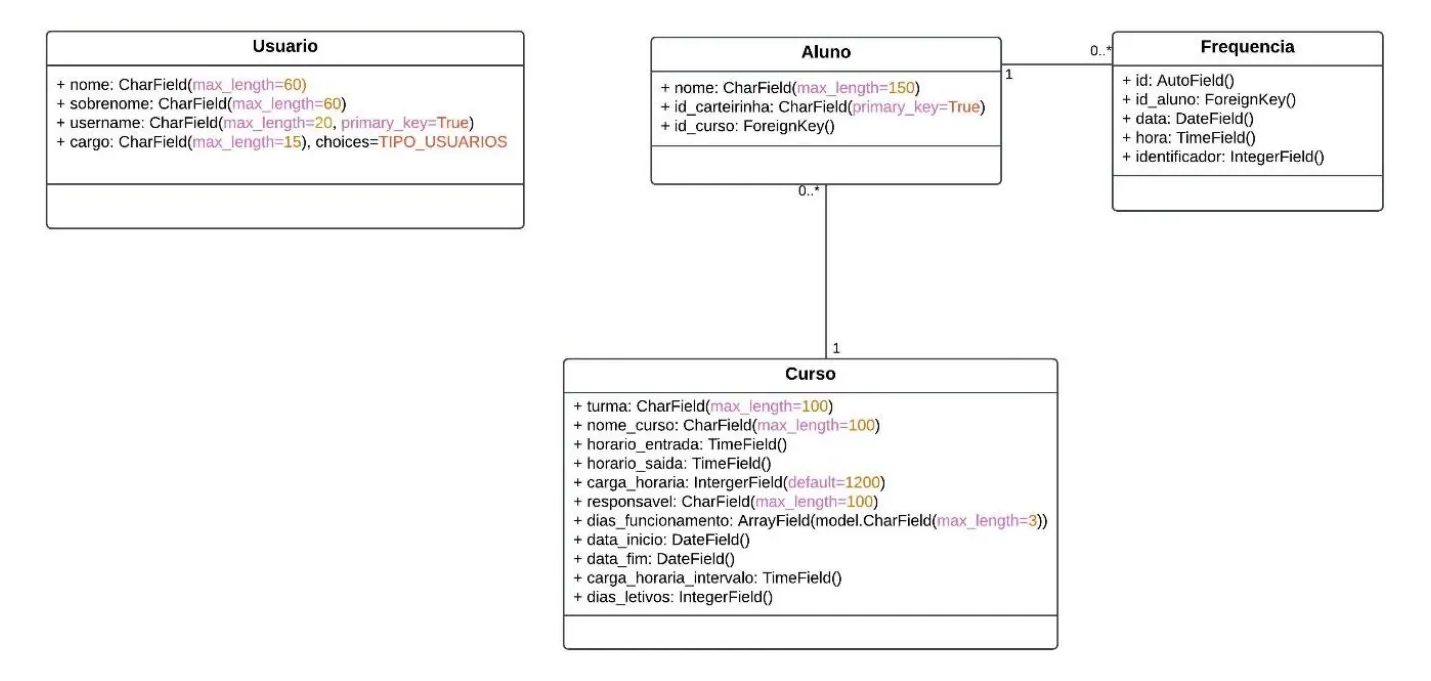 Usuario
+ nome: CharField(max_length=60)
+ sobrenome: CharField(max_length=60)
+ username: CharField(max_length=20, primary_key=True)
+ cargo: CharField(max_length=15), choices=TIPO_USUARIOS
Aluno
+ nome: CharField(max_length=150)
+ id_carteirinha: CharField(primary_key=True)
+ id_curso: ForeignKey()
1
0..*
Frequencia
+ id: AutoField()
+ id_aluno: ForeignKey()
+ data: DateField()
+ hora: TimeField()
+ identificador: IntegerField()
0..*
1
Curso
+ turma: CharField(max_length=100)
+ nome_curso: CharField(max_length=100)
+ horario_entrada: TimeField()
+ horario_saida: TimeField()
+ carga_horaria: IntergerField(default=1200)
+ responsavel: CharField(max_length=100)
+ dias_funcionamento: ArrayField(model.CharField(max_length=3))
+ data_inicio: DateField()
+ data_fim: DateField()
+ carga_horaria_intervalo: TimeField()
+ dias_letivos: IntegerField()